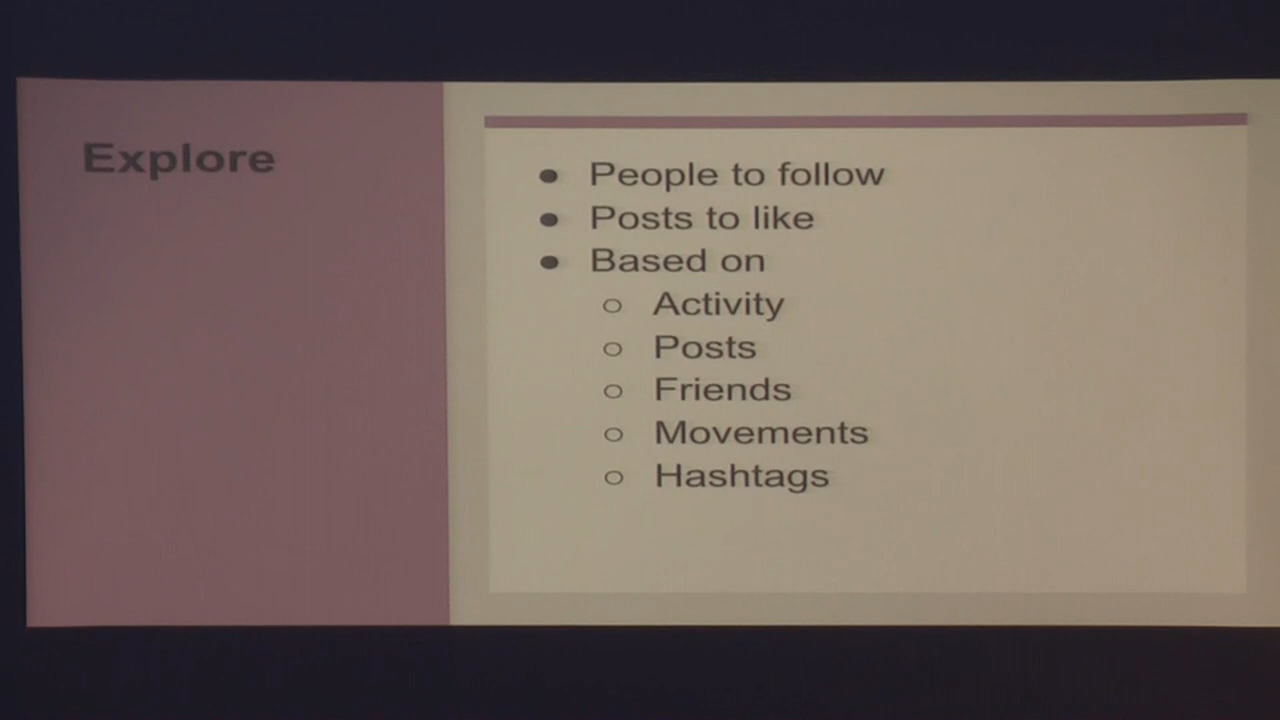 Explore
● People to follow
● Posts to like
● Based on
○ Activity
○ Posts
○ Friends
○ Movements
○ Hashtags